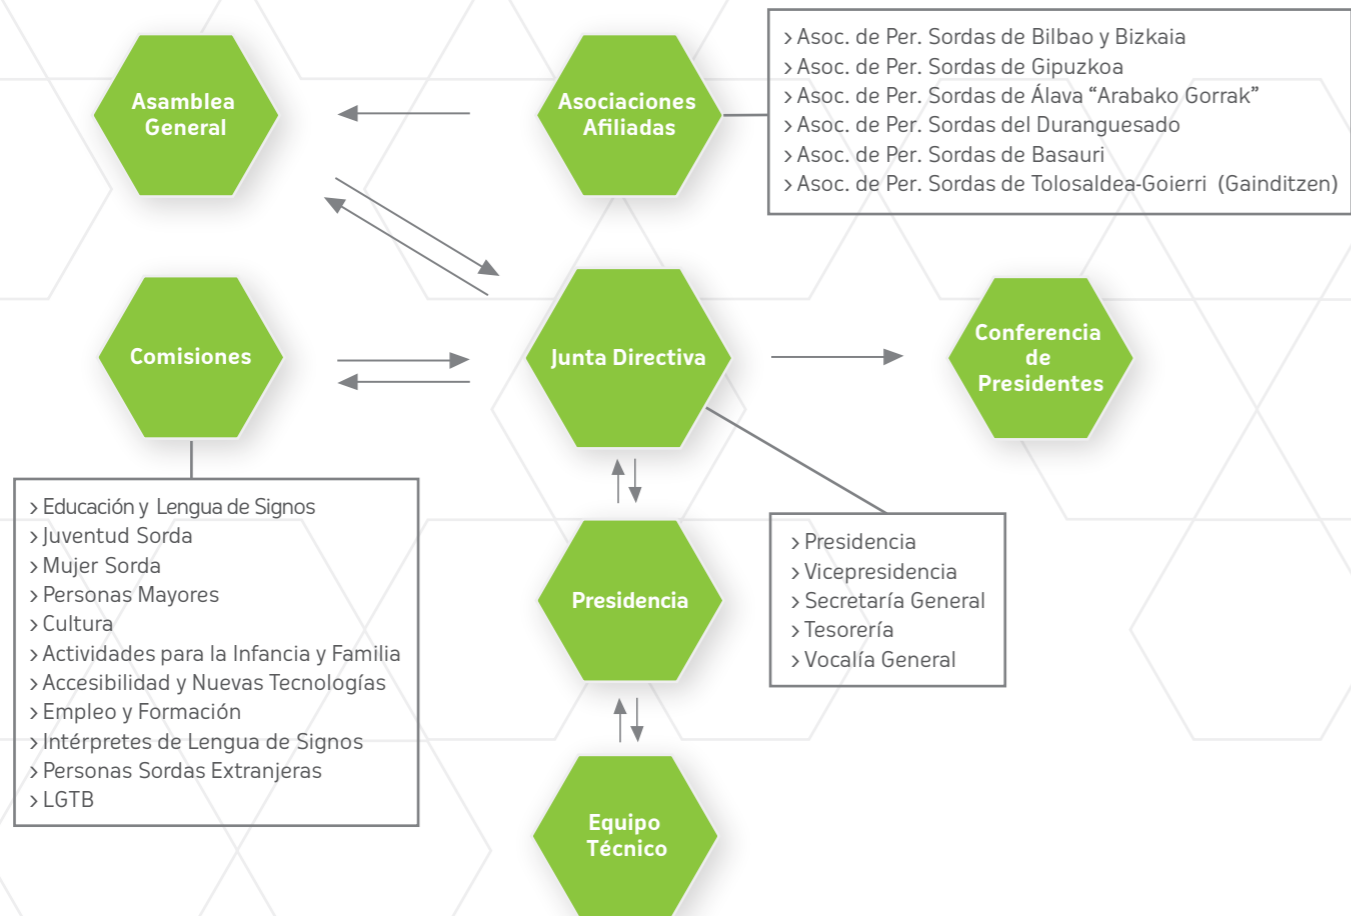 Asamblea
General
Asociaciones
Afiliadas
› Asoc. de Per. Sordas de Bilbao y Bizkaia
› Asoc. de Per. Sordas de Gipuzkoa
› Asoc. de Per. Sordas de Álava “Arabako Gorrak”
› Asoc. de Per. Sordas del Duranguesado
› Asoc. de Per. Sordas de Basauri
› Asoc. de Per. Sordas de Tolosaldea-Goierri (Gainditzen)
Comisiones
Junta Directiva
Conferencia
de
Presidentes
› Educación y Lengua de Signos
› Juventud Sorda
› Mujer Sorda
› Personas Mayores
› Cultura
› Actividades para la Infancia y Familia
› Accesibilidad y Nuevas Tecnologías
› Empleo y Formación
› Intérpretes de Lengua de Signos
› Personas Sordas Extranjeras
› LGTB
Presidencia
› Presidencia
› Vicepresidencia
› Secretaría General
› Tesorería
› Vocalía General
Equipo
Técnico